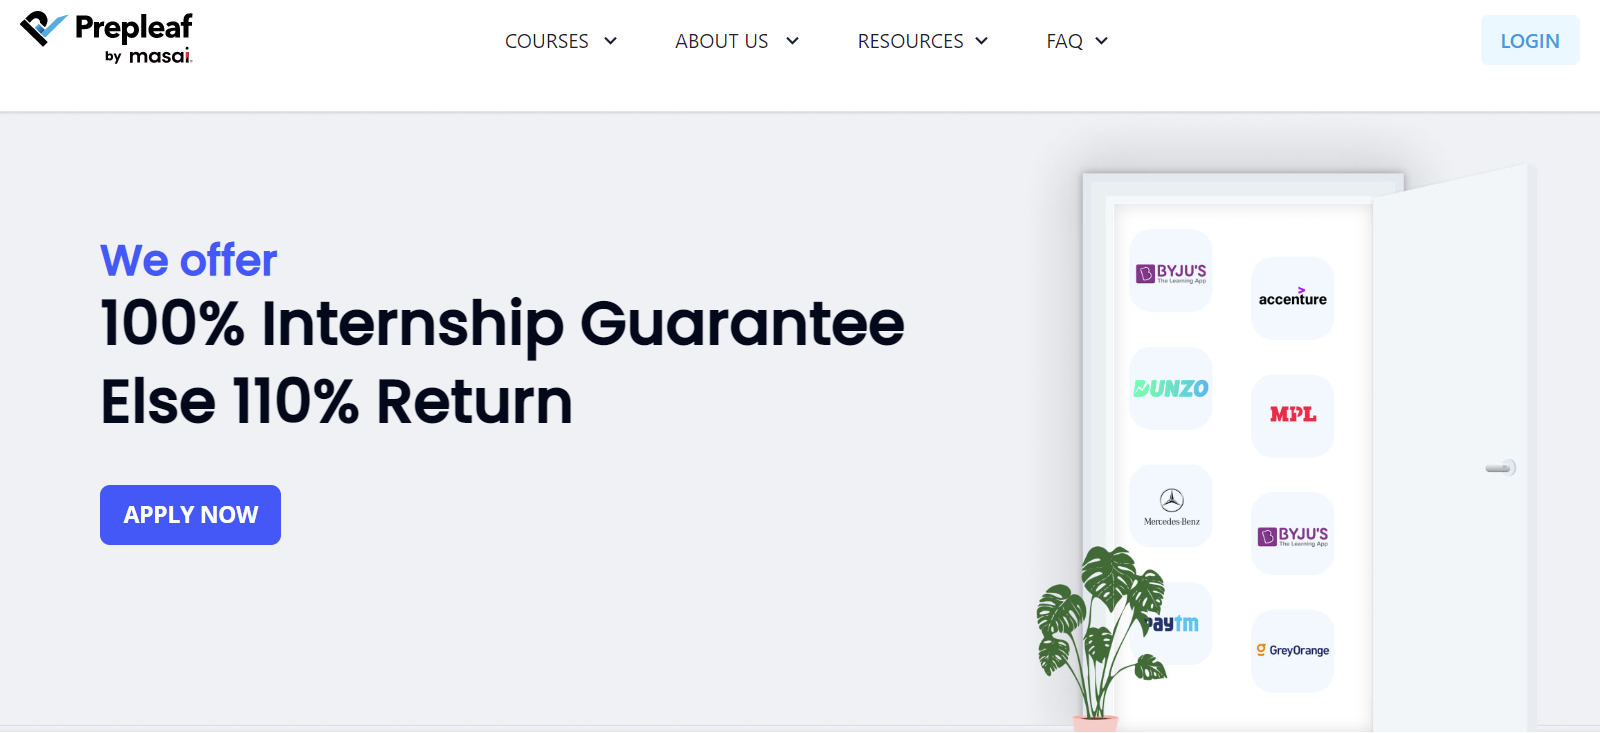 Prepleaf
by masai.
COURSES
ABOUT US
RESOURCES
FAQ
LOGIN
We offer
100% Internship Guarantee
Else 110% Return
APPLY NOW
BYJU'S
The Learning App
accenture
DUNZO
MPL
Mercedes-Benz
BYJU'S
The Learning App
paytm
GreyOrange